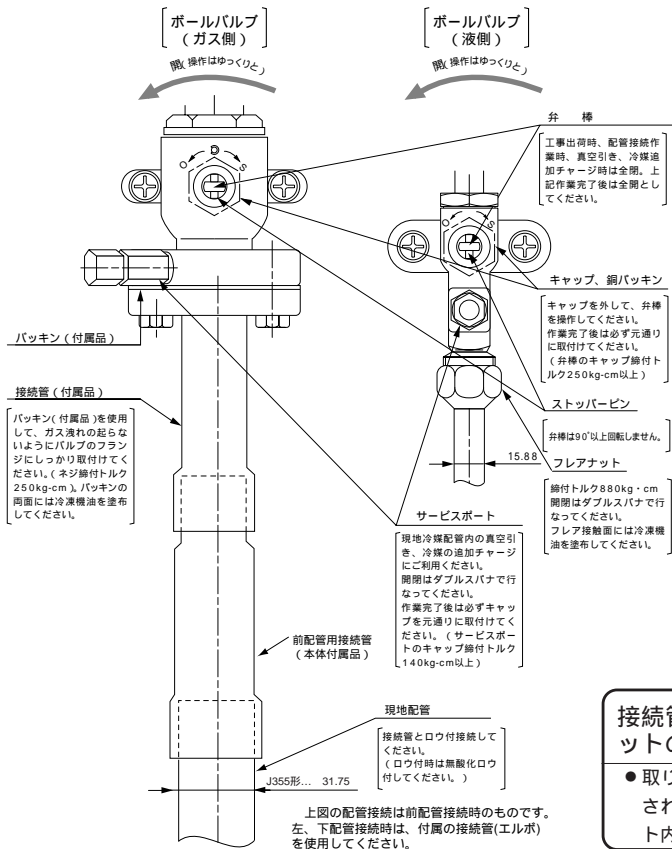 ボールバルブ
（ガス側）
開( 操作はゆっくりと )
ボールバルブ
（液側）
開( 操作はゆっくりと )
O
S
O
S
弁　棒
工事出荷時、配管接続作
業時、真空引き、冷媒追
加チャージ時は全閉。上
記作業完了後は全開とし
てください。
キャップ、銅パッキン
キャップを外して、弁棒
を操作してください。
作業完了後は必ず元通り
に取付けてください。
（弁棒のキャップ締付ト
ルク250kg-cm以上）
ストッパーピン
弁棒は90°以上回転しません。
15.88
フレアナット
締付トルク880kg・cm
開閉はダブルスパナで行
なってください。
フレア接触面には冷凍機
油を塗布してください。
パッキン（付属品）
接続管（付属品）
パッキン( 付属品 )を使用
して、ガス洩れの起らな
いようにバルブのフラン
ジにしっかり取付けてく
ださい。( ネジ締付トルク
250kg-cm )。パッキンの
両面には冷凍機油を塗布
してください。
サービスポート
現地冷媒配管内の真空引
き、冷媒の追加チャージ
にご利用ください。
開閉はダブルスパナで行
なってください。
作業完了後は必ずキャッ
プを元通りに取付けてく
ださい。（サービスポー
トのキャップ締付トルク
140kg-cm以上）
前配管用接続管
（本体付属品）
現地配管
接続管とロウ付接続して
ください。
（ロウ付時は無酸化ロウ
付してください。）
J355形... 31.75
上図の配管接続は前配管接続時のものです。
左、下配管接続時は、付属の接続管(エルボ)
を使用してください。
接続管
ットの
● 取り
され
ト内